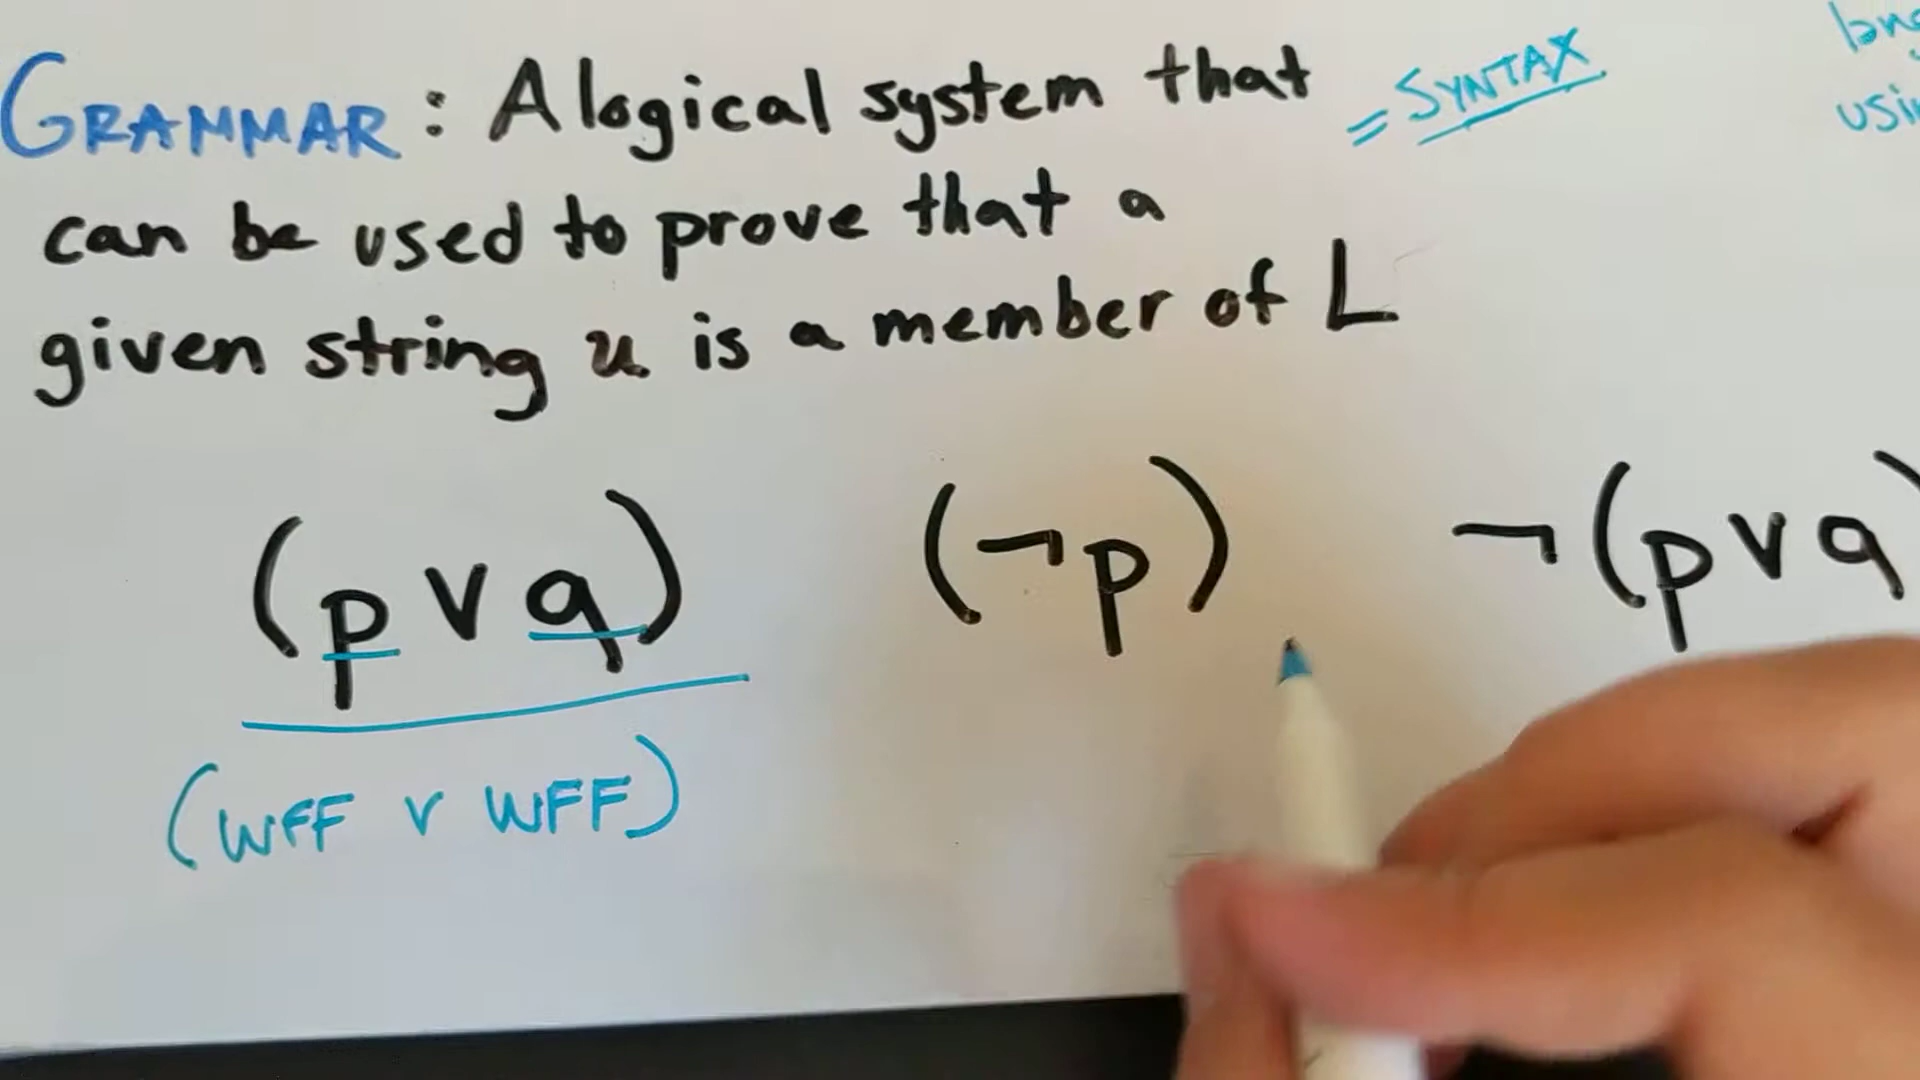 GRAMMAR: A logical system that
= SYNTAX
can be used to prove that a
given string u is a member of L
(p ∨ q) (¬p) ¬(p ∨ q)
(WFF ∨ WFF)